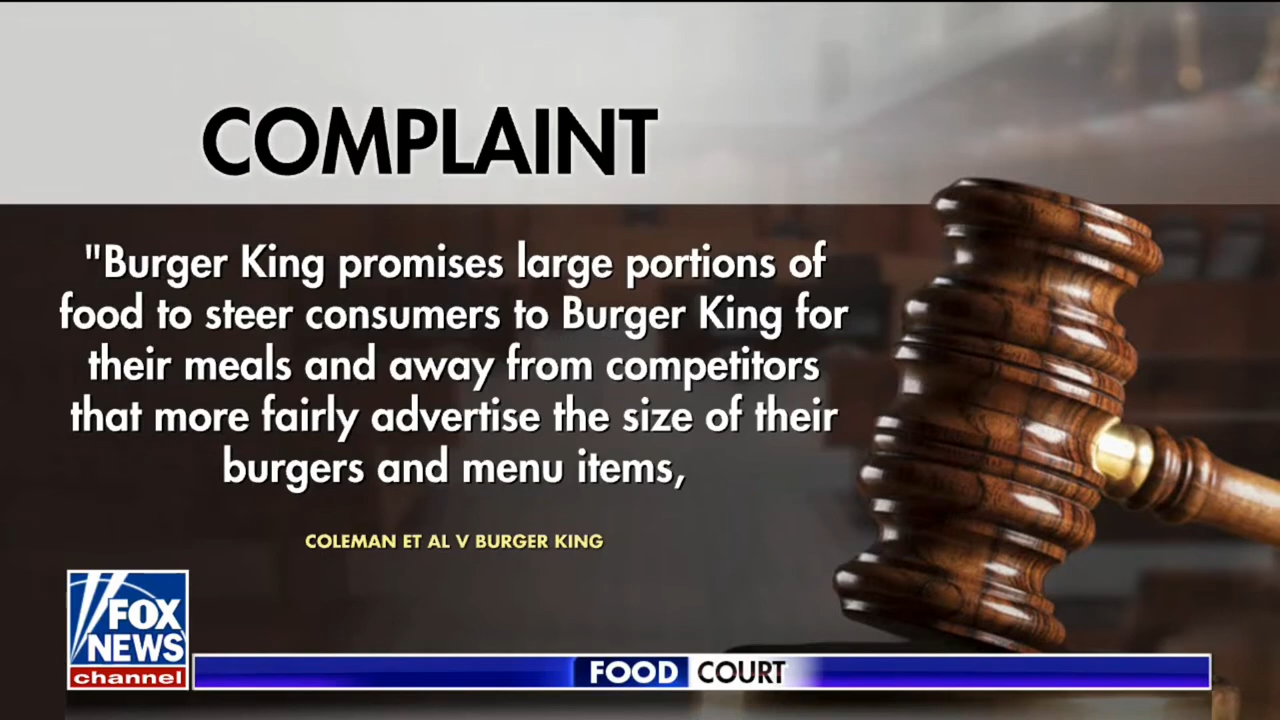 COMPLAINT
"Burger King promises large portions of
food to steer consumers to Burger King for
their meals and away from competitors
that more fairly advertise the size of their
burgers and menu items,
COLEMAN ET AL V BURGER KING
FOX
NEWS
channel
FOOD COURT